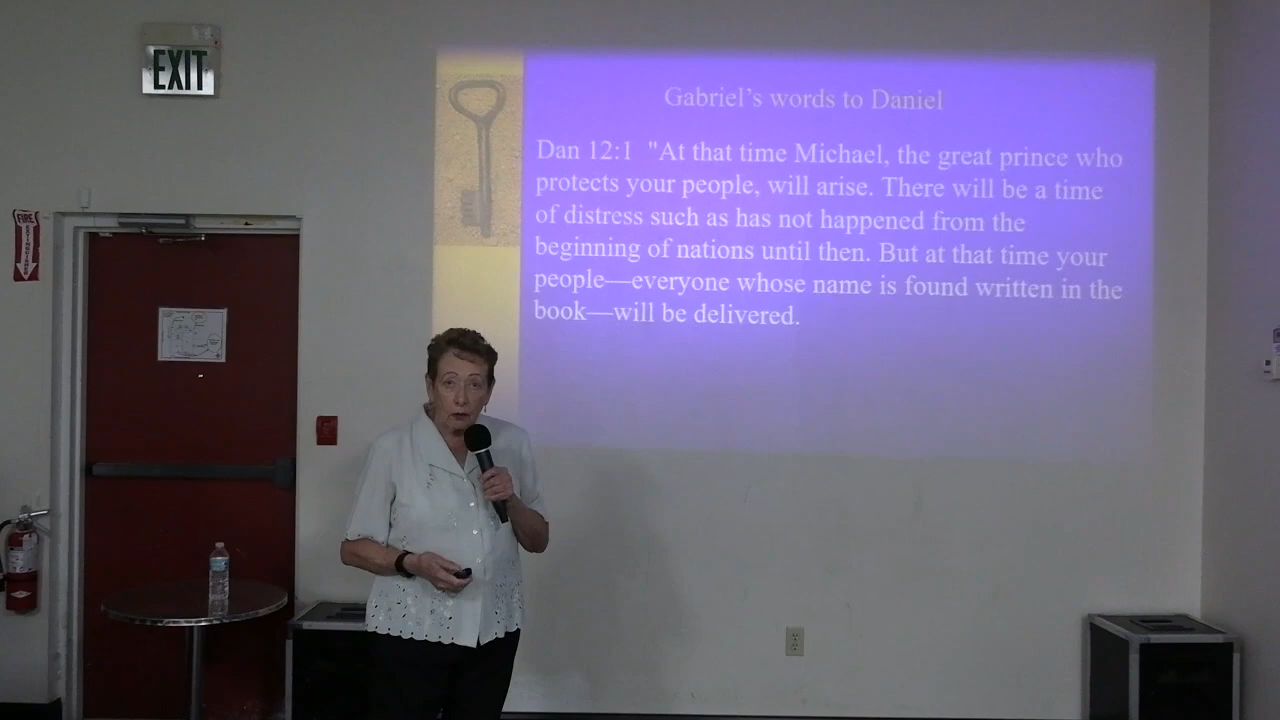 EXIT
Gabriel's words to Daniel
Dan 12:1  "At that time Michael, the great prince who
protects your people, will arise. There will be a time
of distress such as has not happened from the
beginning of nations until then. But at that time your
people—everyone whose name is found written in the
book—will be delivered.
FIRE